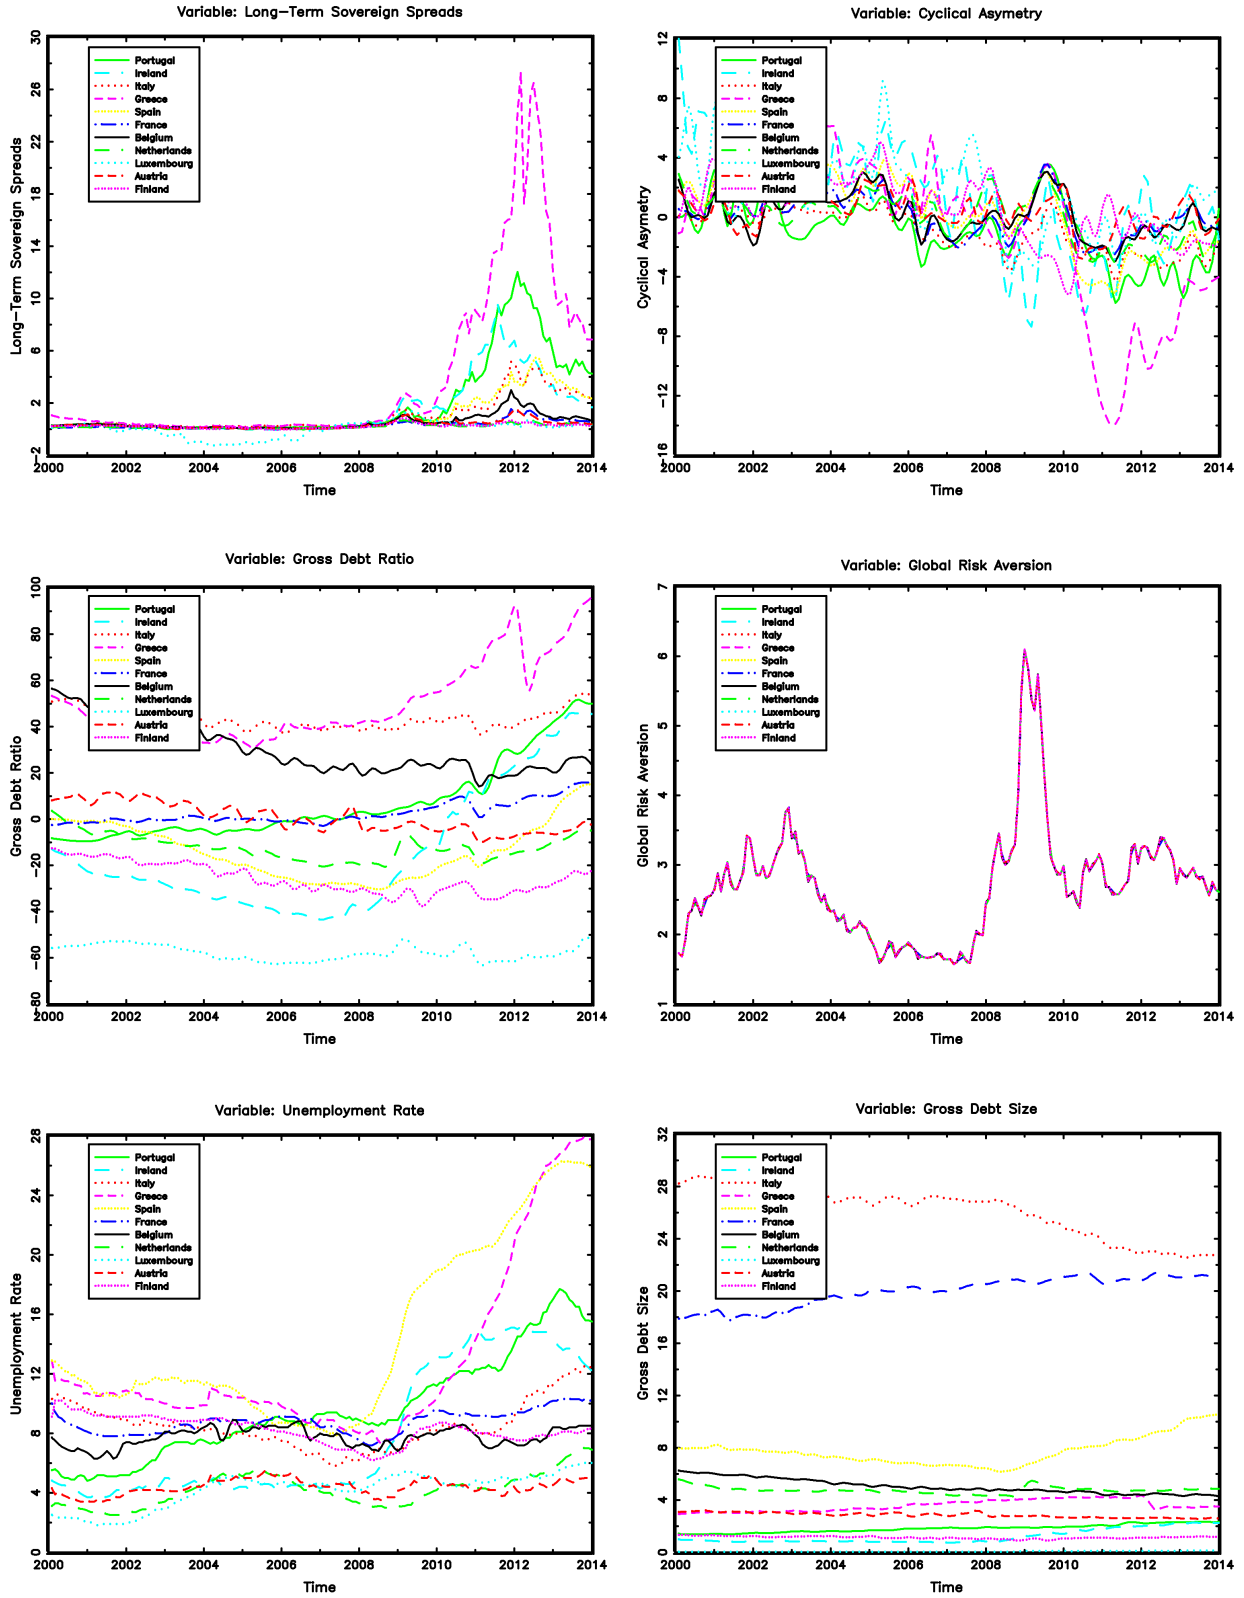 Variable: Long-Term Sovereign Spreads
Long-Term Sovereign Spreads
30
26
22
18
14
10
6
2
-2
Portugal
Ireland
Italy
Greece
Spain
France
Belgium
Netherlands
Luxembourg
Austria
Finland
2000 2002 2004 2006 2008 2010 2012 2014
Time
Variable: Cyclical Asymetry
Cyclical Asymetry
12
8
4
0
-4
-8
-12
-16
Portugal
Ireland
Italy
Greece
Spain
France
Belgium
Netherlands
Luxembourg
Austria
Finland
2000 2002 2004 2006 2008 2010 2012 2014
Time
Variable: Gross Debt Ratio
Gross Debt Ratio
100
80
60
40
20
0
-20
-40
-60
-80
Portugal
Ireland
Italy
Greece
Spain
France
Belgium
Netherlands
Luxembourg
Austria
Finland
2000 2002 2004 2006 2008 2010 2012 2014
Time
Variable: Global Risk Aversion
Global Risk Aversion
7
6
5
4
3
2
1
Portugal
Ireland
Italy
Greece
Spain
France
Belgium
Netherlands
Luxembourg
Austria
Finland
2000 2002 2004 2006 2008 2010 2012 2014
Time
Variable: Unemployment Rate
Unemployment Rate
28
24
20
16
12
8
4
0
Portugal
Ireland
Italy
Greece
Spain
France
Belgium
Netherlands
Luxembourg
Austria
Finland
2000 2002 2004 2006 2008 2010 2012 2014
Time
Variable: Gross Debt Size
Gross Debt Size
32
28
24
20
16
12
8
4
0
Portugal
Ireland
Italy
Greece
Spain
France
Belgium
Netherlands
Luxembourg
Austria
Finland
2000 2002 2004 2006 2008 2010 2012 2014
Time